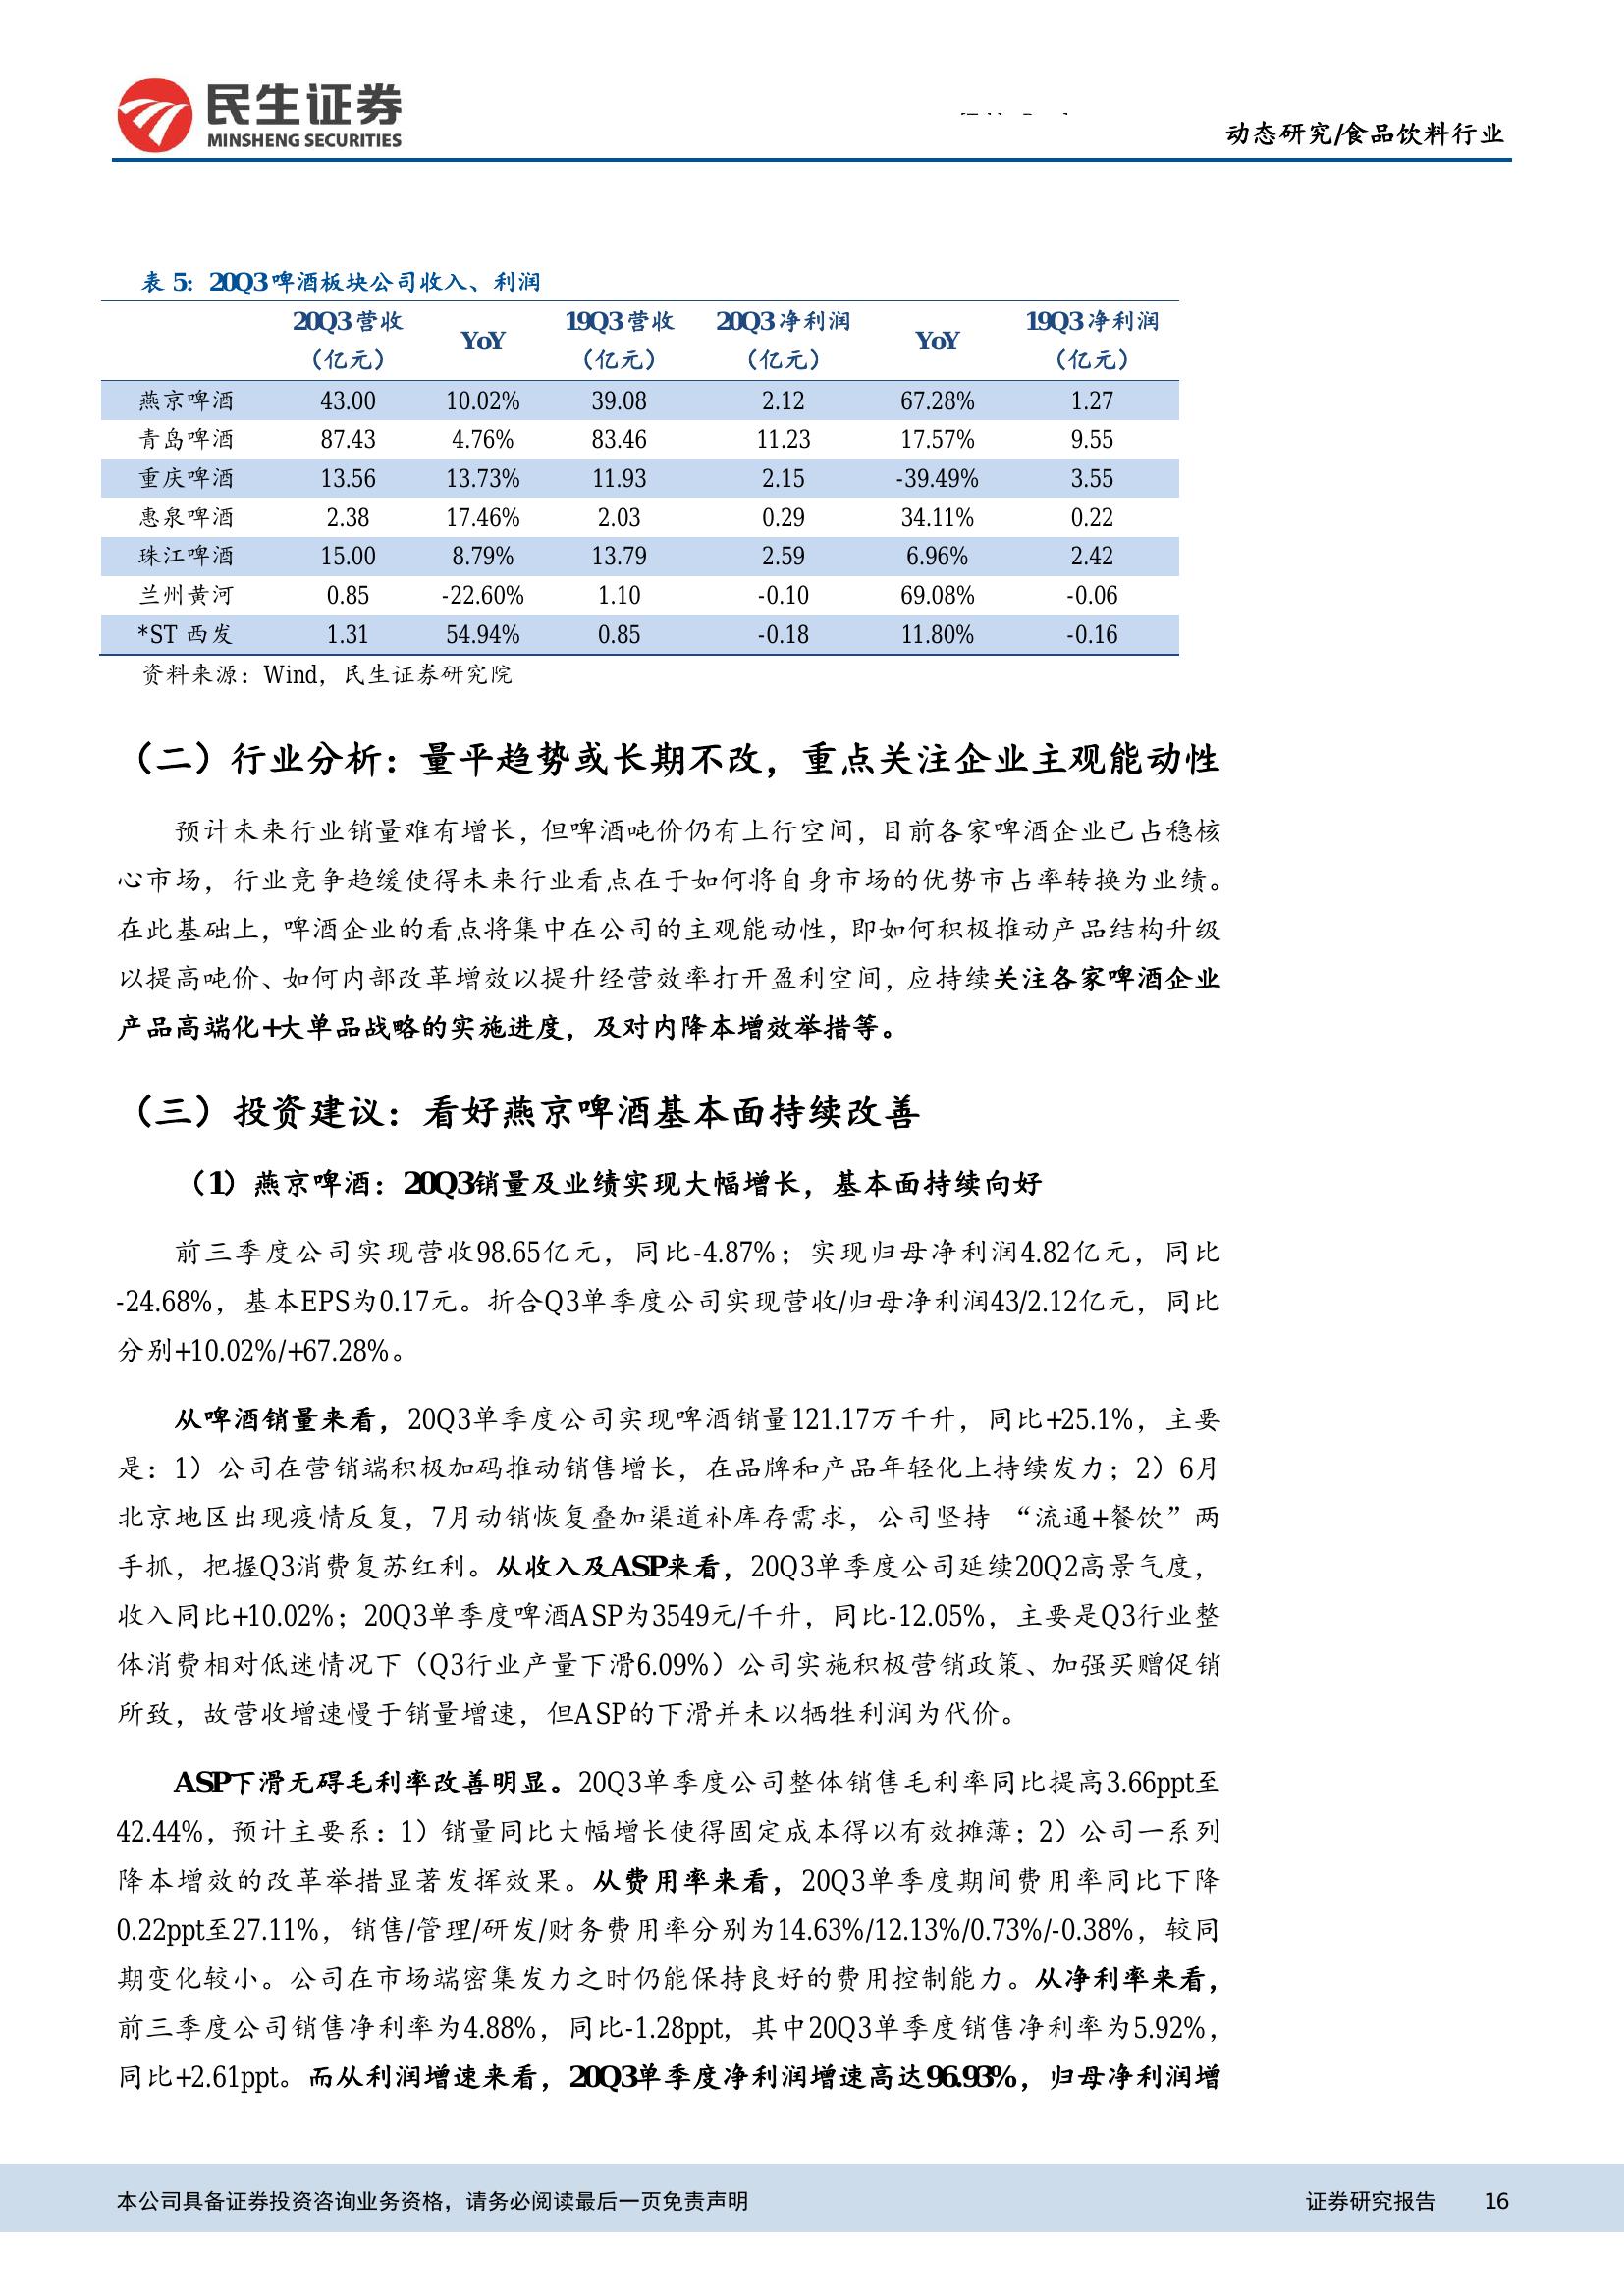 民生证券
MINSHENG SECURITIES
动态研究/食品饮料行业
表 5：20Q3 啤酒板块公司收入、利润
20Q3 营收（亿元） YoY 19Q3 营收（亿元） 20Q3 净利润（亿元） YoY 19Q3 净利润（亿元）
燕京啤酒 43.00 10.02% 39.08 2.12 67.28% 1.27
青岛啤酒 87.43 4.76% 83.46 11.23 17.57% 9.55
重庆啤酒 13.56 13.73% 11.93 2.15 -39.49% 3.55
惠泉啤酒 2.38 17.46% 2.03 0.29 34.11% 0.22
珠江啤酒 15.00 8.79% 13.79 2.59 6.96% 2.42
兰州黄河 0.85 -22.60% 1.10 -0.10 69.08% -0.06
*ST 西发 1.31 54.94% 0.85 -0.18 11.80% -0.16
资料来源：Wind，民生证券研究院
（二）行业分析：量平趋势或长期不改，重点关注企业主观能动性
预计未来行业销量难有增长，但啤酒吨价仍有上行空间，目前各家啤酒企业已占稳核
心市场，行业竞争趋缓使得未来行业看点在于如何将自身市场的优势市占率转换为业绩。
在此基础上，啤酒企业的看点将集中在公司的主观能动性，即如何积极推动产品结构升级
以提高吨价、如何内部改革增效以提升经营效率打开盈利空间，应持续关注各家啤酒企业
产品高端化+大单品战略的实施进度，及对内降本增效举措等。
（三）投资建议：看好燕京啤酒基本面持续改善
（1）燕京啤酒：20Q3销量及业绩实现大幅增长，基本面持续向好
前三季度公司实现营收98.65亿元，同比-4.87%；实现归母净利润4.82亿元，同比
-24.68%，基本EPS为0.17元。折合Q3单季度公司实现营收/归母净利润43/2.12亿元，同比
分别+10.02%/+67.28%。
从啤酒销量来看，20Q3单季度公司实现啤酒销量121.17万千升，同比+25.1%，主要
是：1）公司在营销端积极加码推动销售增长，在品牌和产品年轻化上持续发力；2）6月
北京地区出现疫情反复，7月动销恢复叠加渠道补库存需求，公司坚持 “流通+餐饮”两
手抓，把握Q3消费复苏红利。从收入及ASP来看，20Q3单季度公司延续20Q2高景气度，
收入同比+10.02%；20Q3单季度啤酒ASP为3549元/千升，同比-12.05%，主要是Q3行业整
体消费相对低迷情况下（Q3行业产量下滑6.09%）公司实施积极营销政策、加强买赠促销
所致，故营收增速慢于销量增速，但ASP的下滑并未以牺牲利润为代价。
ASP下滑无碍毛利率改善明显。20Q3单季度公司整体销售毛利率同比提高3.66ppt至
42.44%，预计主要系：1）销量同比大幅增长使得固定成本得以有效摊薄；2）公司一系列
降本增效的改革举措显著发挥效果。从费用率来看，20Q3单季度期间费用率同比下降
0.22ppt至27.11%，销售/管理/研发/财务费用率分别为14.63%/12.13%/0.73%/-0.38%，较同
期变化较小。公司在市场端密集发力之时仍能保持良好的费用控制能力。从净利率来看，
前三季度公司销售净利率为4.88%，同比-1.28ppt，其中20Q3单季度销售净利率为5.92%，
同比+2.61ppt。而从利润增速来看，20Q3单季度净利润增速高达96.93%，归母净利润增
本公司具备证券投资咨询业务资格，请务必阅读最后一页免责声明
证券研究报告 16